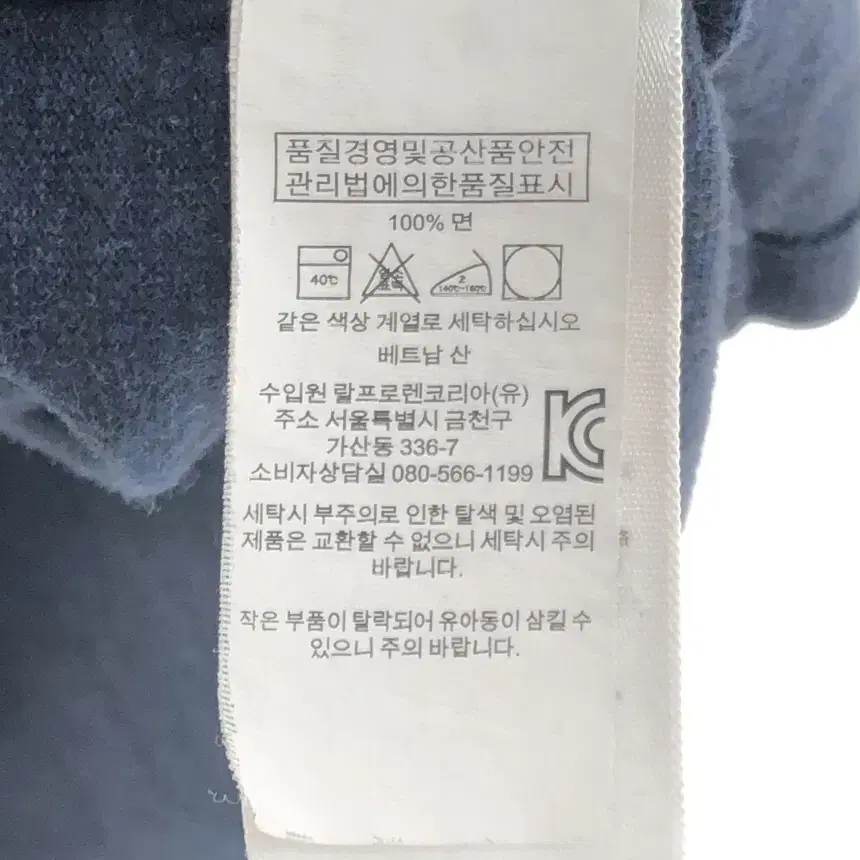 품질경영및공산품안전
관리법에의한품질표시
100% 면
40℃
염소
표백
2
140℃~160℃
같은 색상 계열로 세탁하십시오
베트남 산
수입원 랄프로렌코리아(유)
주소 서울특별시 금천구
가산동 336-7
소비자상담실 080-566-1199
세탁시 부주의로 인한 탈색 및 오염된
제품은 교환할 수 없으니 세탁시 주의
바랍니다.
작은 부품이 탈락되어 유아동이 삼킬 수
있으니 주의 바랍니다.